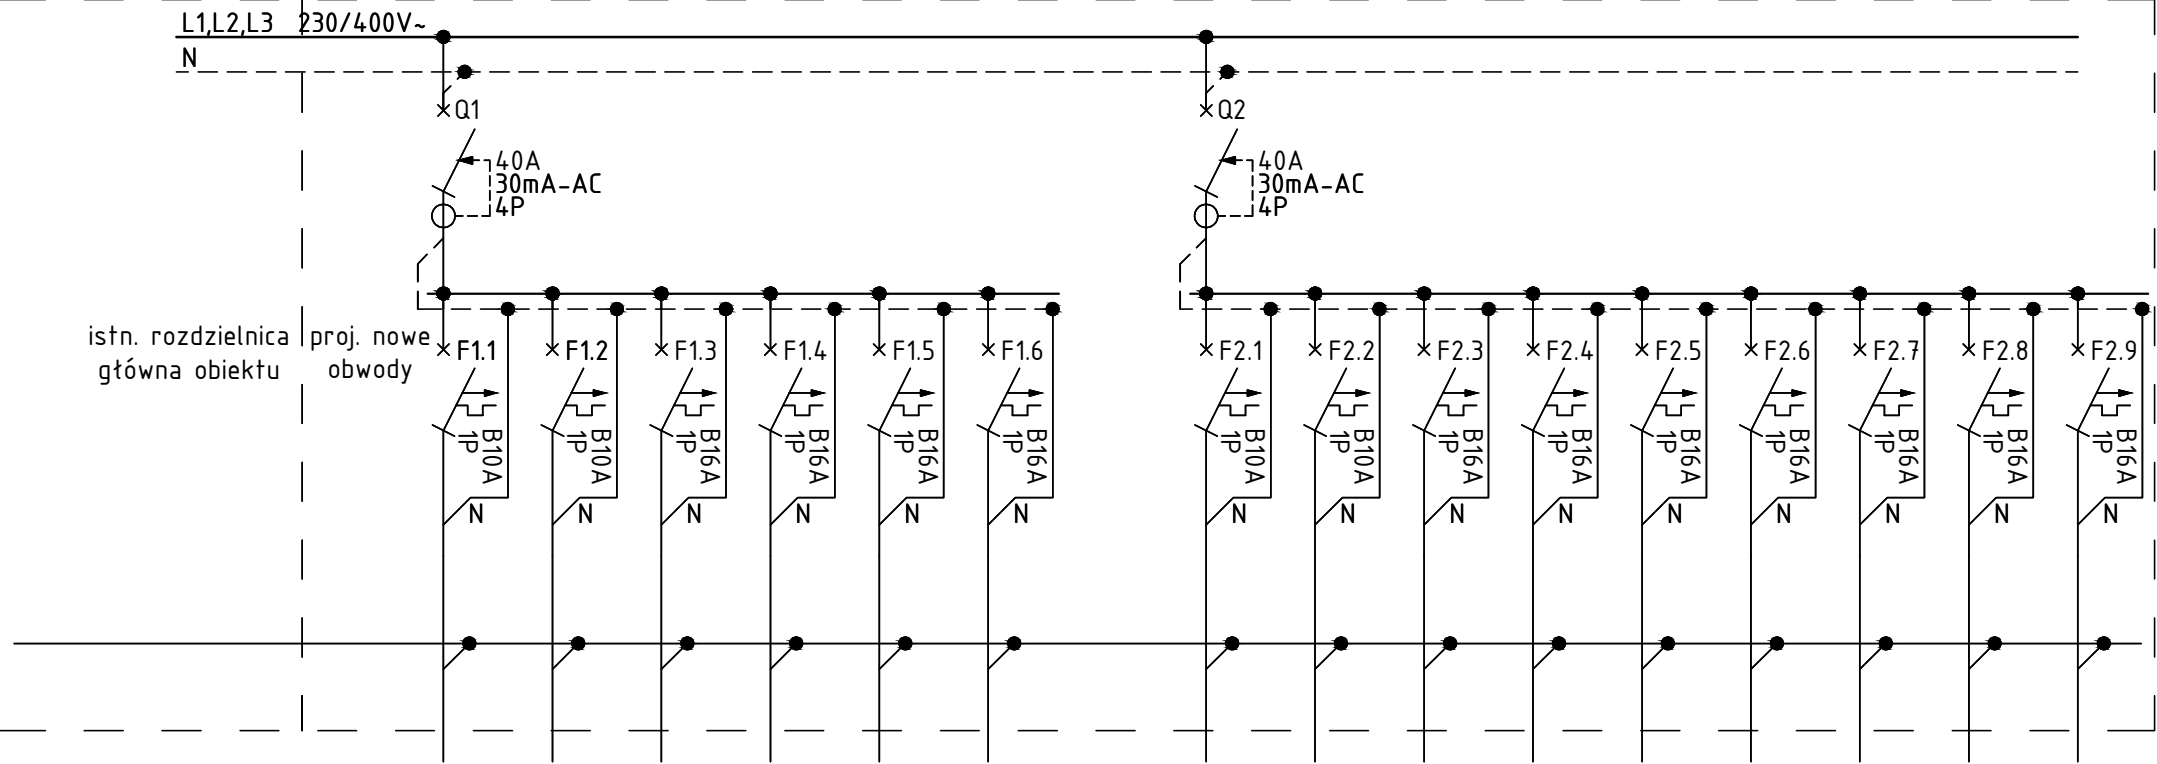 L1,L2,L3 230/400V~
N
Q1
40A
30mA-AC
4P
Q2
40A
30mA-AC
4P
istn. rozdzielnica
główna obiektu
proj. nowe
obwody
F1.1
B10A
1P
N
F1.2
B10A
1P
N
F1.3
B16A
1P
N
F1.4
B16A
1P
N
F1.5
B16A
1P
N
F1.6
B16A
1P
N
F2.1
B10A
1P
N
F2.2
B10A
1P
N
F2.3
B16A
1P
N
F2.4
B16A
1P
N
F2.5
B16A
1P
N
F2.6
B16A
1P
N
F2.7
B16A
1P
N
F2.8
B16A
1P
N
F2.9
B16A
1P
N